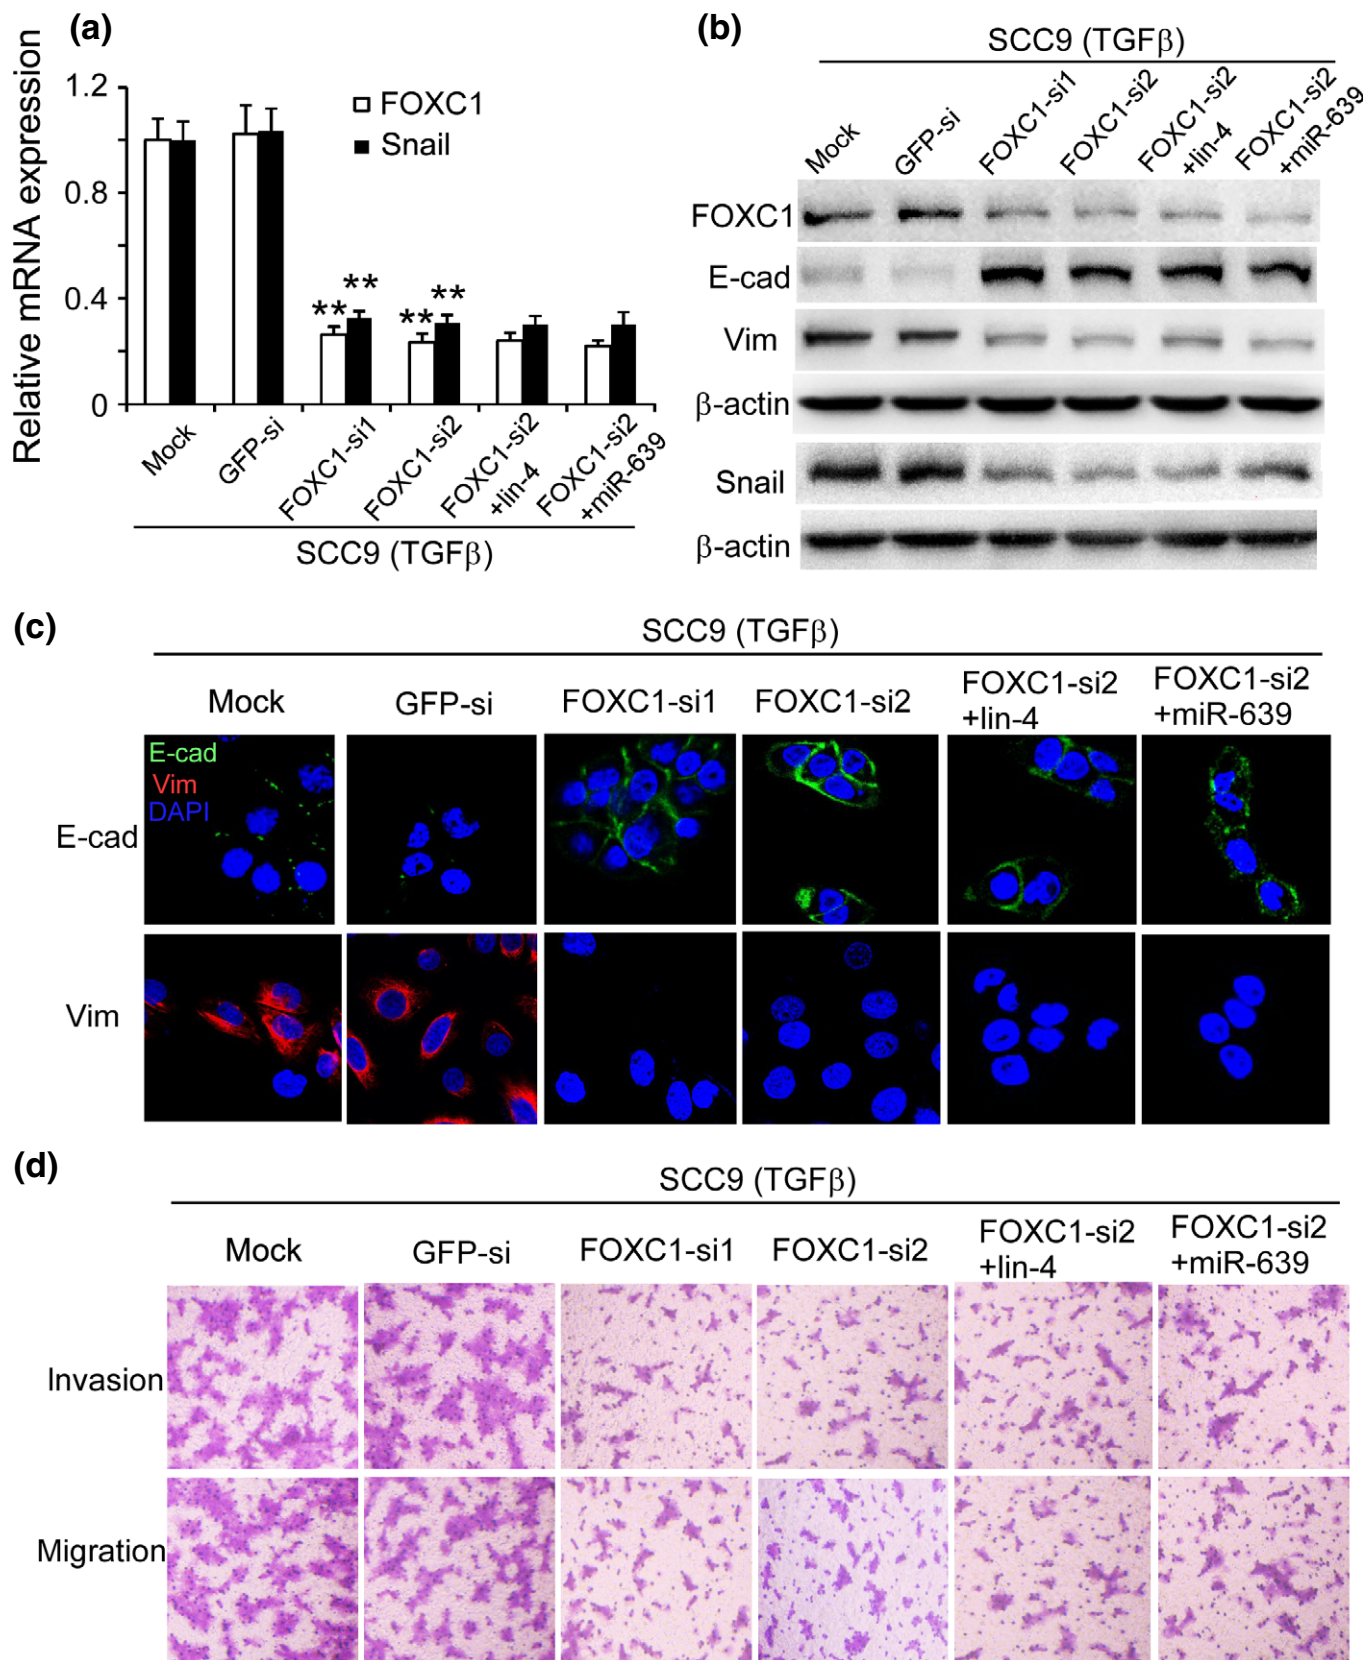 (a)
Relative mRNA expression
1.2
0.8
0.4
0
FOXC1
Snail
** **
** **
Mock
GFP-si
FOXC1-si1
FOXC1-si2
FOXC1-si2
+lin-4
FOXC1-si2
+miR-639
SCC9 (TGFβ)
(b)
SCC9 (TGFβ)
Mock
GFP-si
FOXC1-si1
FOXC1-si2
FOXC1-si2
+lin-4
FOXC1-si2
+miR-639
FOXC1
E-cad
Vim
β-actin
Snail
β-actin
(c)
SCC9 (TGFβ)
Mock
GFP-si
FOXC1-si1
FOXC1-si2
FOXC1-si2
+lin-4
FOXC1-si2
+miR-639
E-cad
Vim
DAPI
E-cad
Vim
(d)
SCC9 (TGFβ)
Mock
GFP-si
FOXC1-si1
FOXC1-si2
FOXC1-si2
+lin-4
FOXC1-si2
+miR-639
Invasion
Migration